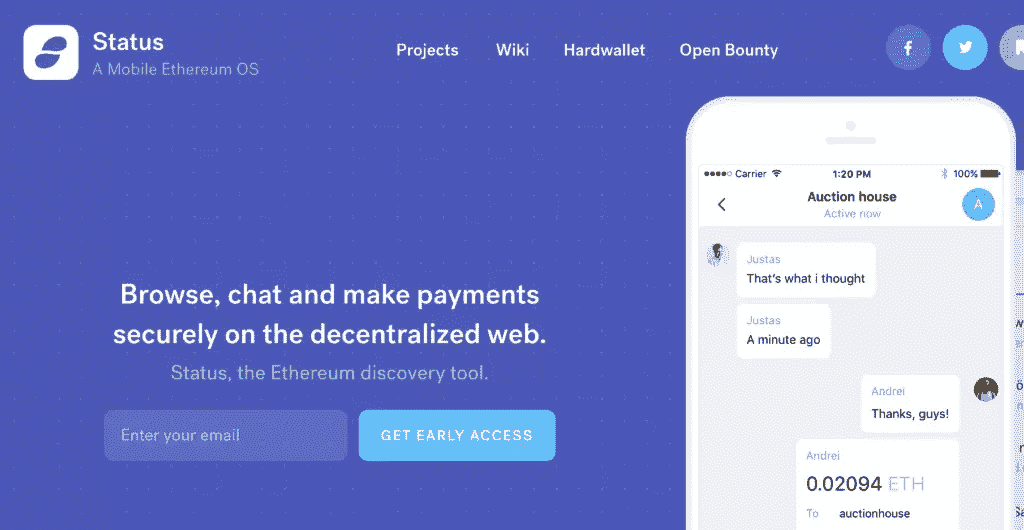 Status
A Mobile Ethereum OS
Projects
Wiki
Hardwallet
Open Bounty
Browse, chat and make payments
securely on the decentralized web.
Status, the Ethereum discovery tool.
Enter your email
GET EARLY ACCESS
Carrier
1:20 PM
100%
Auction house
Active now
A
Justas
That's what i thought
Justas
A minute ago
Andrei
Thanks, guys!
Andrei
0.02094 ETH
To auctionhouse